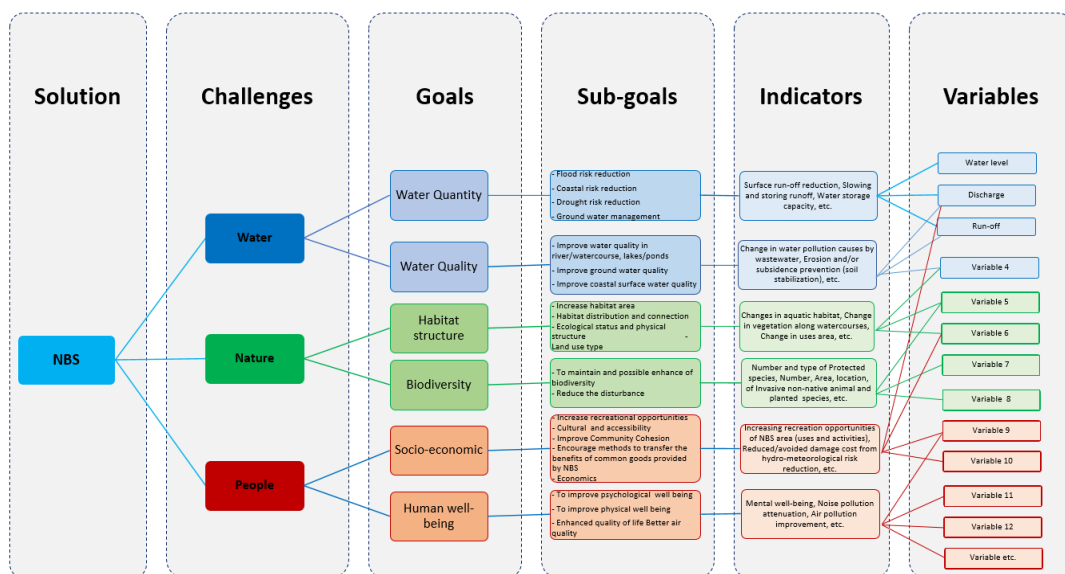 Solution
Challenges
Goals
Sub-goals
Indicators
Variables
NBS
Water
Nature
People
Water Quantity
Water Quality
Habitat
structure
Biodiversity
Socio-economic
Human well-
being
- Flood risk reduction
- Coastal risk reduction
- Drought risk reduction
- Ground water management
- Improve water quality in
river/watercourse, lakes/ponds
- Improve ground water quality
- Improve coastal surface water quality
- Increase habitat area
- Habitat distribution and connection
- Ecological status and physical
structure -
Land use type
- To maintain and possible enhance of
biodiversity
- Reduce the disturbance
- Increase recreational opportunities
- Cultural and accessibility
- Improve Community Cohesion
- Encourage methods to transfer the
benefits of common goods provided
by NBS
- Economics
- To improve psychological well being
- To improve physical well being
- Enhanced quality of life Better air
quality
Surface run-off reduction, Slowing
and storing runoff, Water storage
capacity, etc.
Change in water pollution causes by
wastewater, Erosion and/or
subsidence prevention (soil
stabilization), etc.
Changes in aquatic habitat, Change
in vegetation along watercourses,
Change in uses area, etc.
Number and type of Protected
species, Number, Area, location,
of Invasive non-native animal and
planted species, etc.
Increasing recreation opportunities
of NBS area (uses and activities),
Reduced/avoided damage cost from
hydro-meteorological risk
reduction, etc.
Mental well-being, Noise pollution
attenuation, Air pollution
improvement, etc.
Water level
Discharge
Run-off
Variable 4
Variable 5
Variable 6
Variable 7
Variable 8
Variable 9
Variable 10
Variable 11
Variable 12
Variable etc.